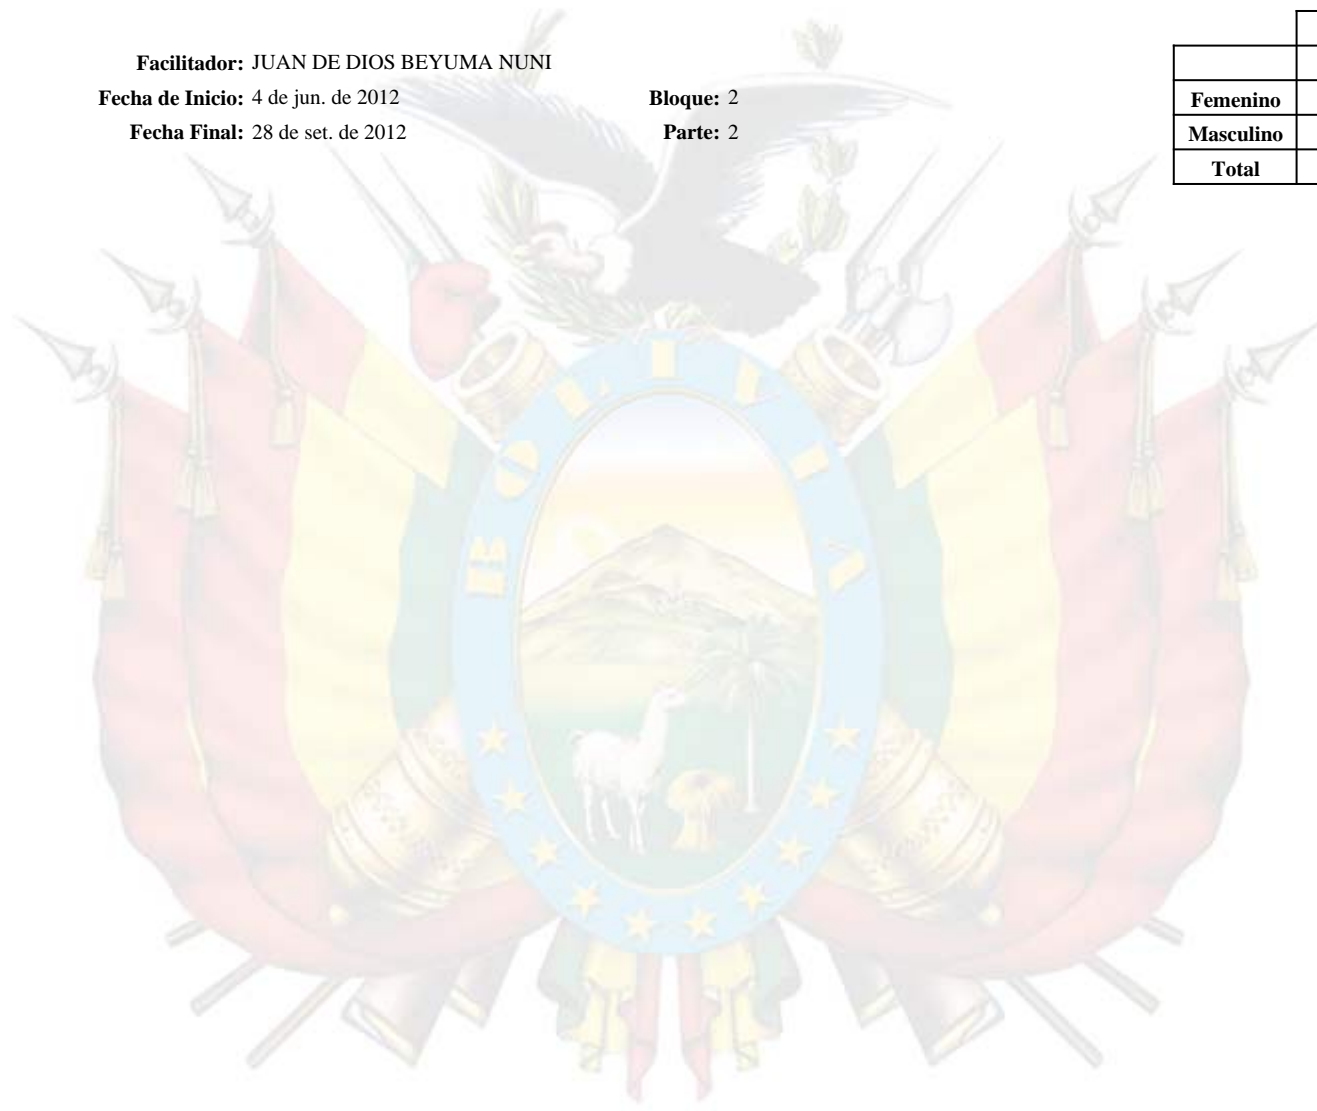 Facilitador: JUAN DE DIOS BEYUMA NUNI
Fecha de Inicio: 4 de jun. de 2012 Bloque: 2
Fecha Final: 28 de set. de 2012 Parte: 2
Femenino
Masculino
Total
BOLIVIA